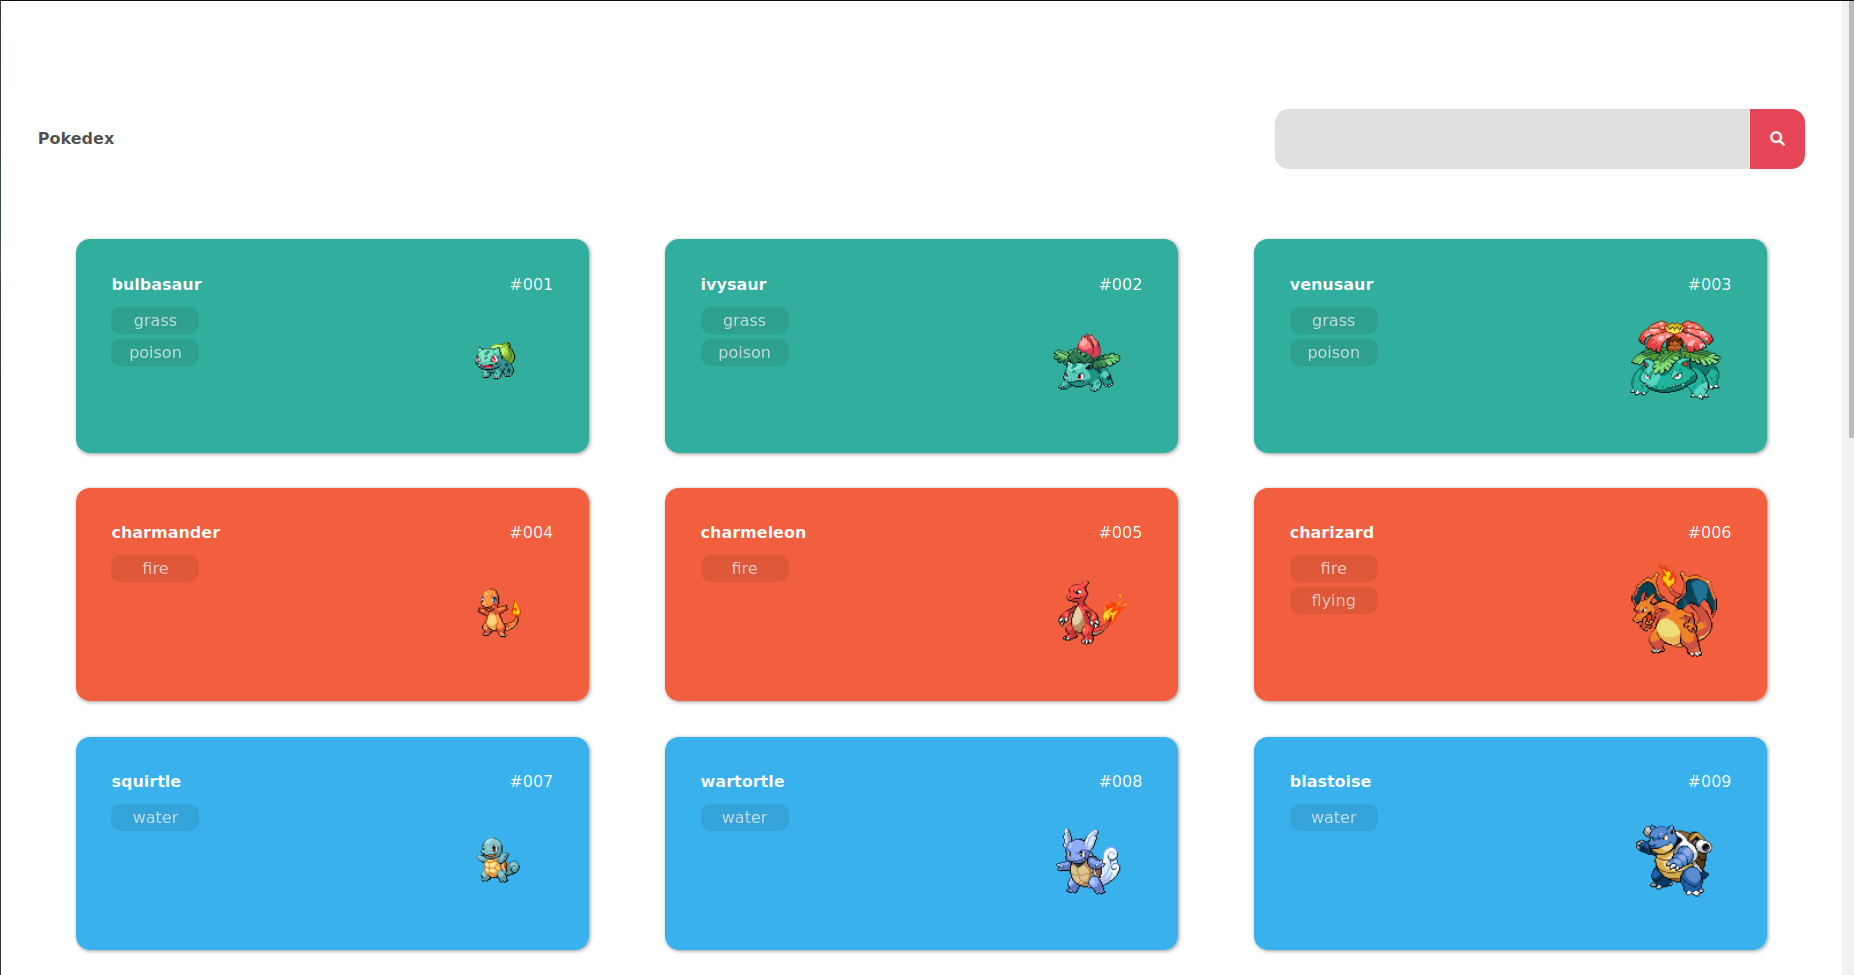 Pokedex
bulbasaur #001
grass
poison
ivysaur #002
grass
poison
venusaur #003
grass
poison
charmander #004
fire
charmeleon #005
fire
charizard #006
fire
flying
squirtle #007
water
wartortle #008
water
blastoise #009
water